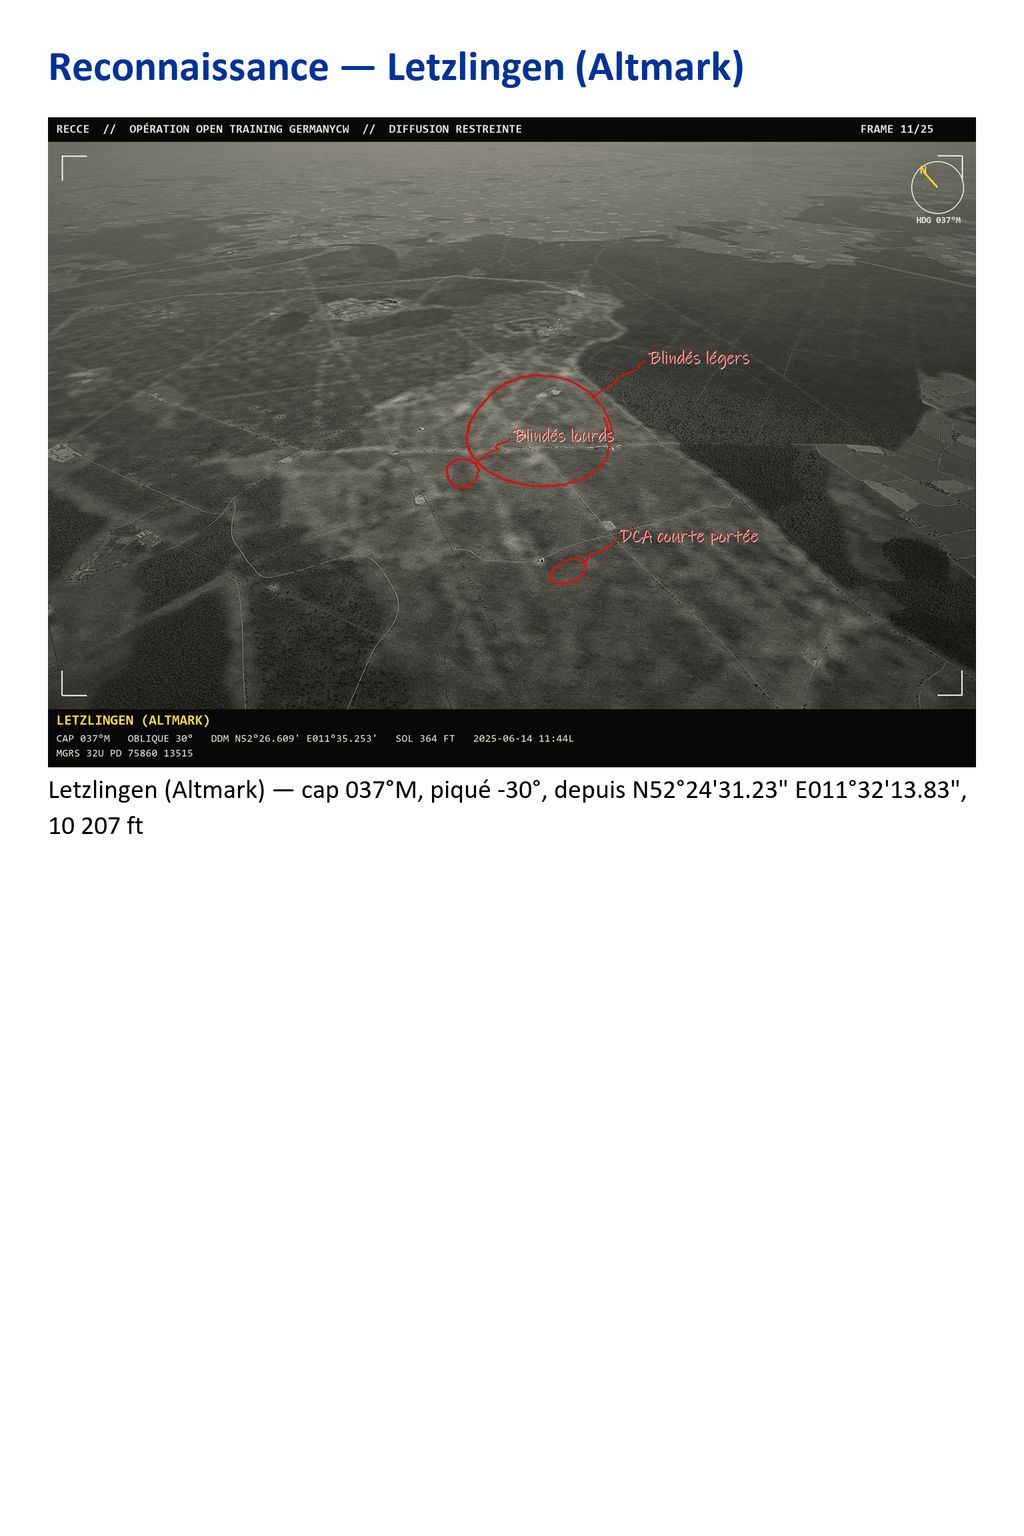 Reconnaissance — Letzlingen (Altmark)
RECCE // OPÉRATION OPEN TRAINING GERMANYCW // DIFFUSION RESTREINTE FRAME 11/25
N
HDG 037°M
Blindés légers
Blindés lourds
DCA courte portée
LETZLINGEN (ALTMARK)
CAP 037°M OBLIQUE 30° DDM N52°26.609' E011°35.253' SOL 364 FT 2025-06-14 11:44L
MGRS 32U PD 75860 13515
Letzlingen (Altmark) — cap 037°M, piqué -30°, depuis N52°24'31.23" E011°32'13.83",
10 207 ft